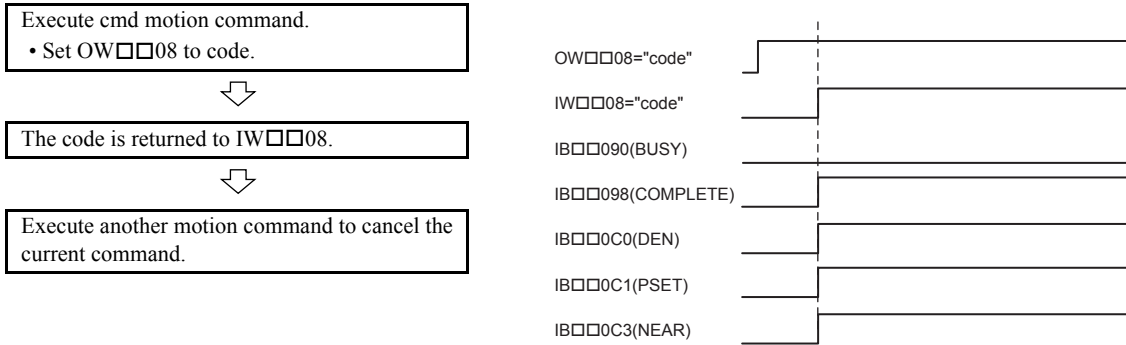 Execute cmd motion command.
• Set OW□□08 to code.
The code is returned to IW□□08.
Execute another motion command to cancel the
current command.
OW□□08="code"
IW□□08="code"
IB□□090(BUSY)
IB□□098(COMPLETE)
IB□□0C0(DEN)
IB□□0C1(PSET)
IB□□0C3(NEAR)